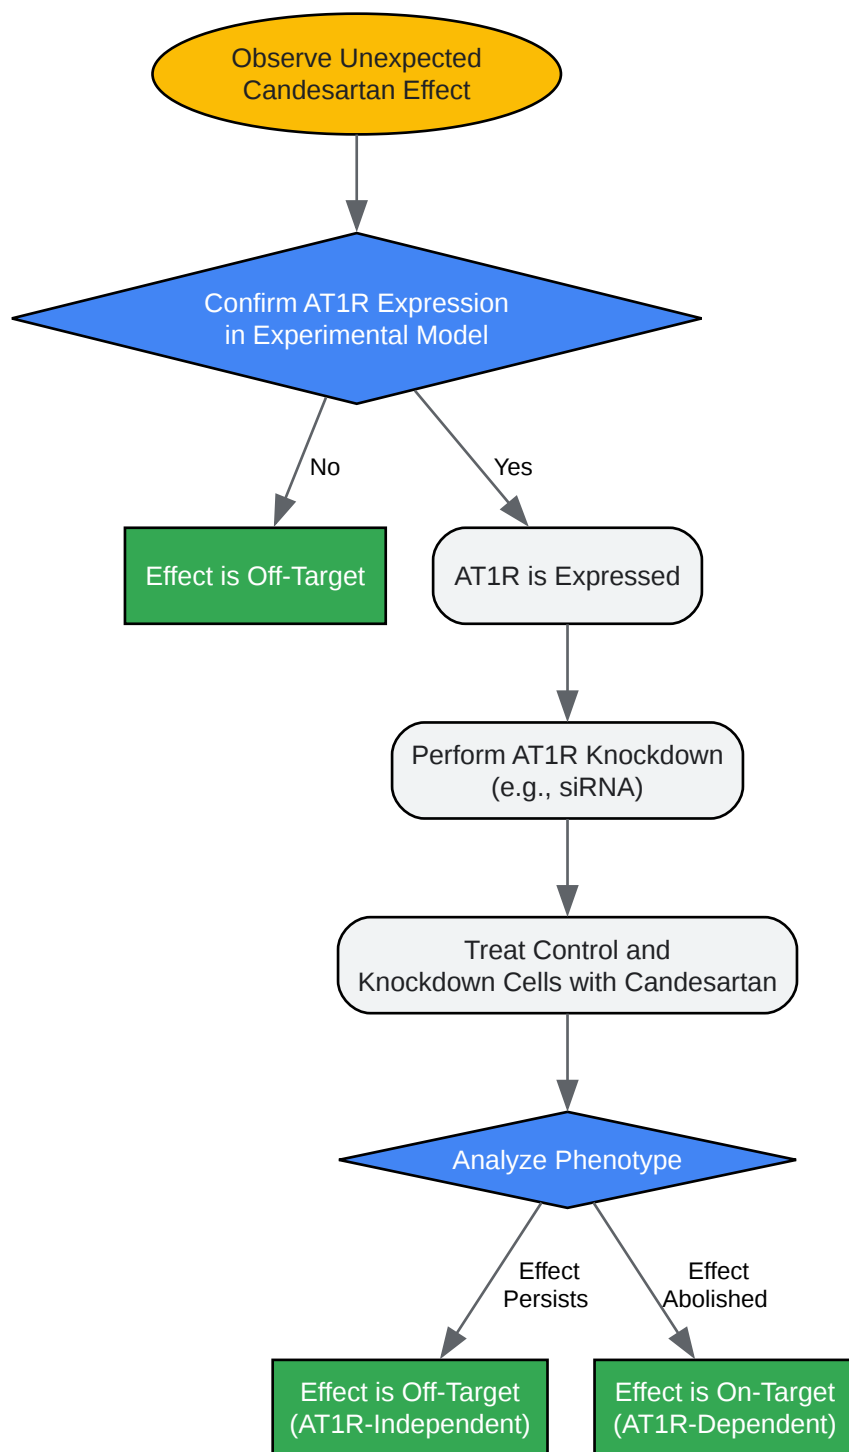 Observe Unexpected
Candesartan Effect
Confirm AT1R Expression
in Experimental Model
No
Yes
Effect is Off-Target
AT1R is Expressed
Perform AT1R Knockdown
(e.g., siRNA)
Treat Control and
Knockdown Cells with Candesartan
Analyze Phenotype
Effect
Persists
Effect
Abolished
Effect is Off-Target
(AT1R-Independent)
Effect is On-Target
(AT1R-Dependent)